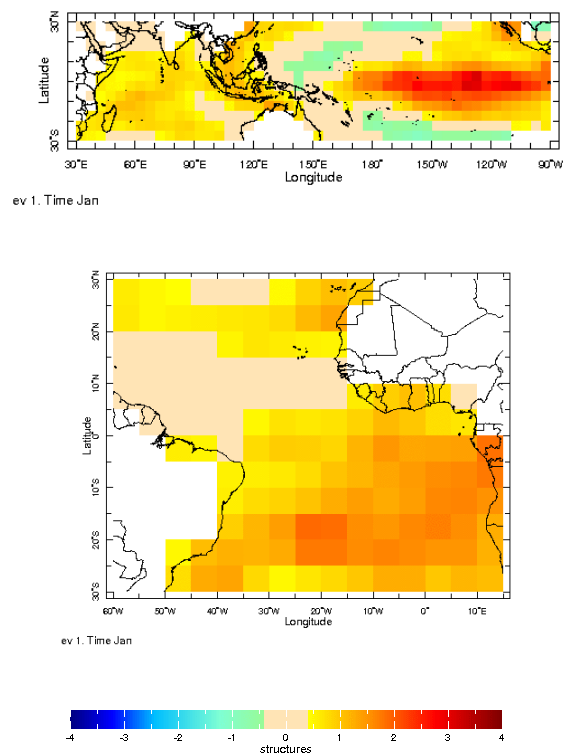 30°N
Latitude
30°S
30°E 60°E 90°E 120°E 150°E 180° 150°W 120°W 90°W
Longitude
ev 1. Time Jan
30°N
20°N
10°N
Latitude
0°
10°S
20°S
30°S
60°W 50°W 40°W 30°W 20°W 10°W 0° 10°E
Longitude
ev 1. Time Jan
-4 -3 -2 -1 0 1 2 3 4
structures